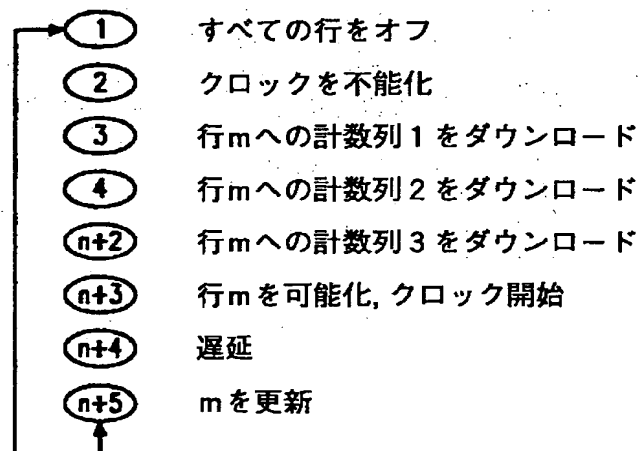 1 すべての行をオフ
2 クロックを不能化
3 行mへの計数列1をダウンロード
4 行mへの計数列2をダウンロード
n+2 行mへの計数列3をダウンロード
n+3 行mを可能化, クロック開始
n+4 遅延
n+5 mを更新